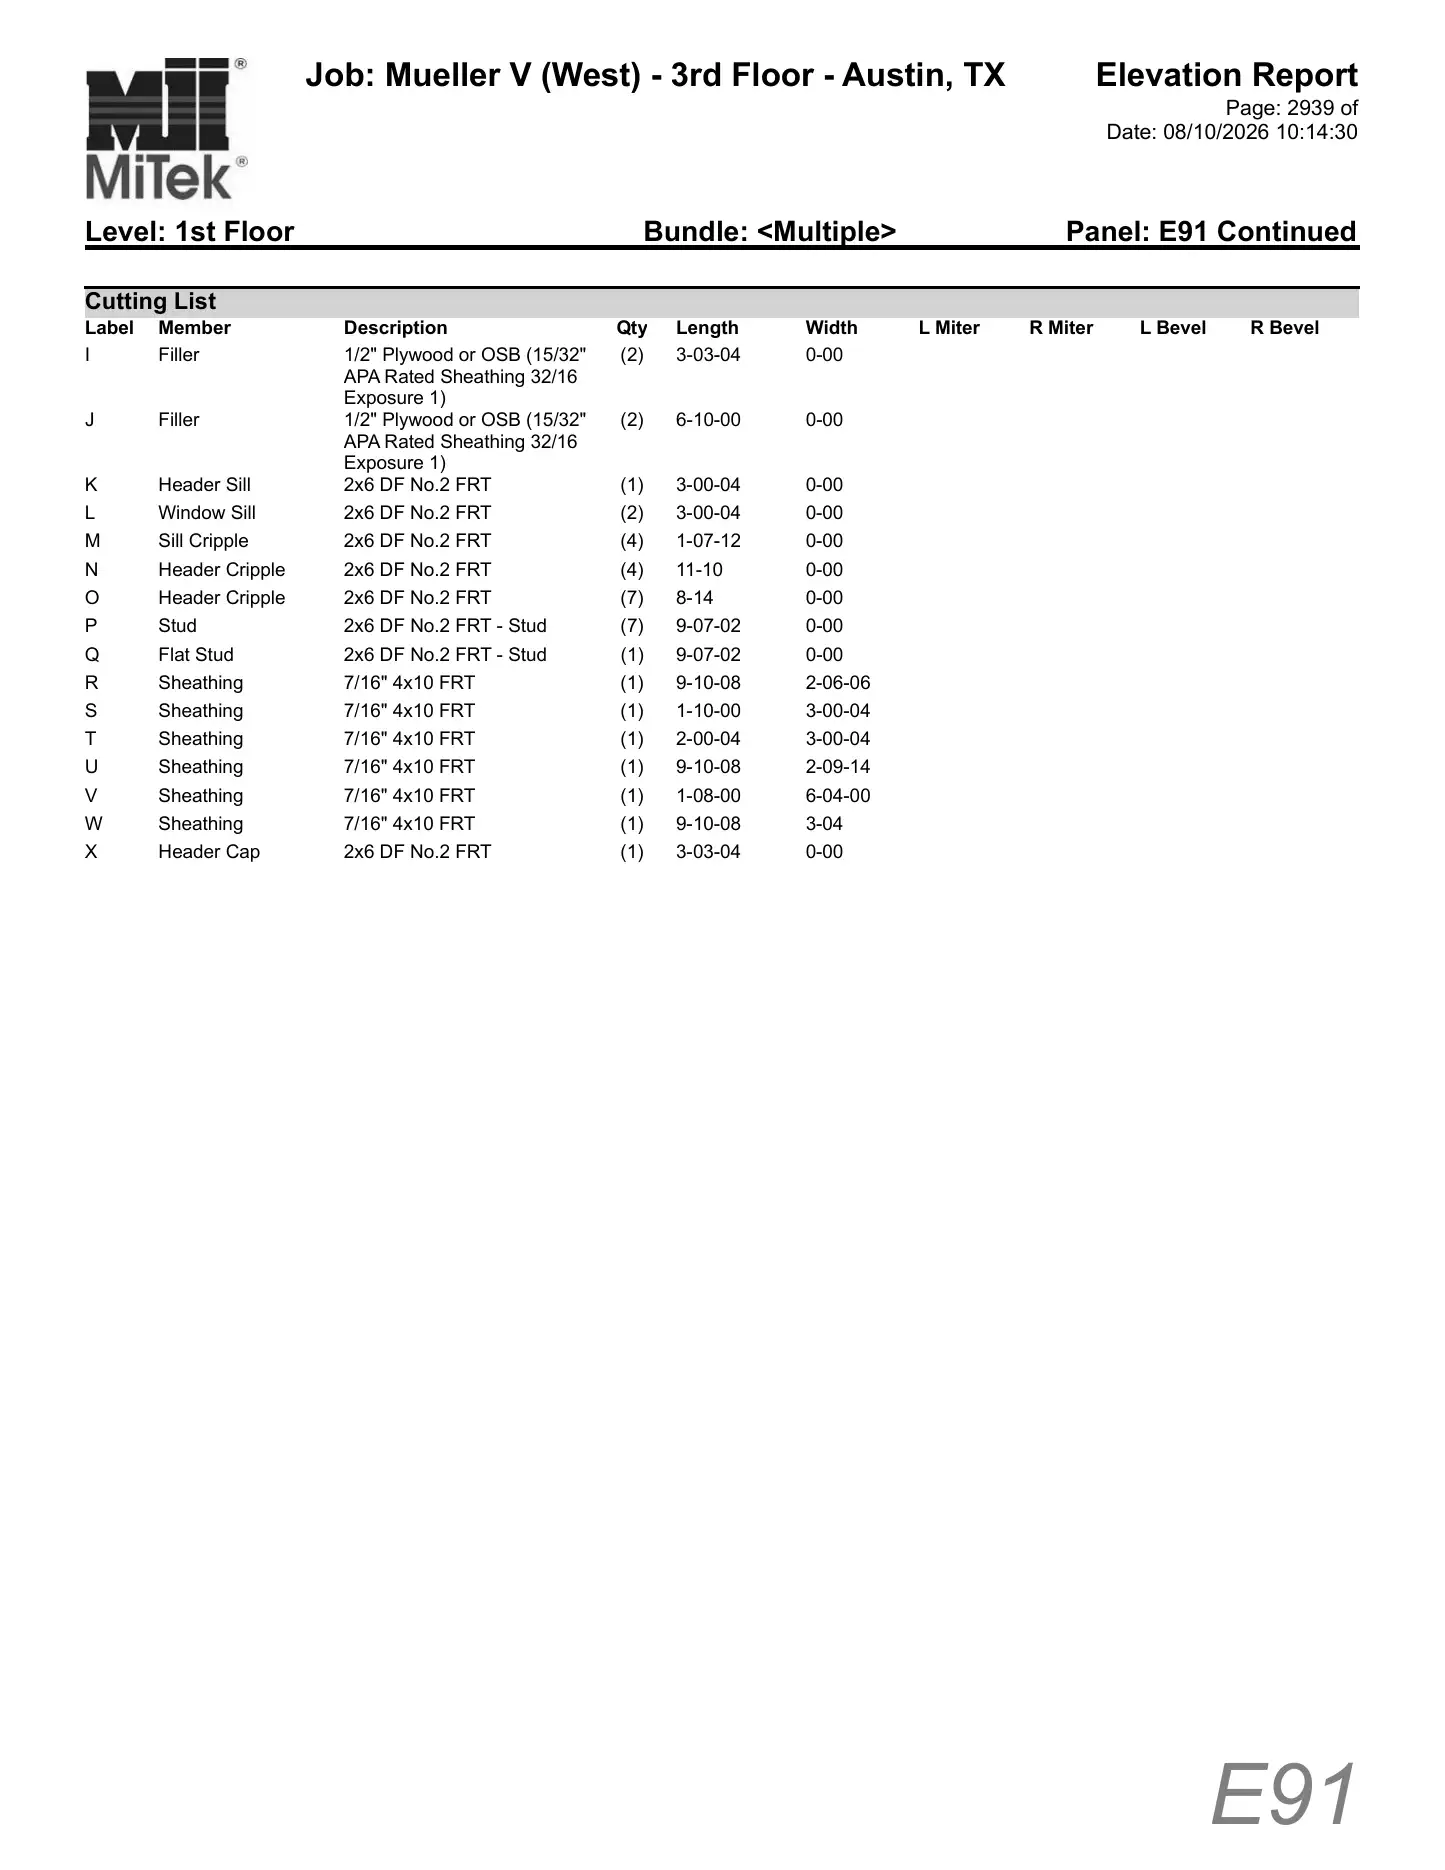 Job: Mueller V (West) - 3rd Floor - Austin, TX
Elevation Report
Page: 2939 of
Date: 08/10/2026 10:14:30
MiTek®
Level: 1st Floor Bundle: <Multiple> Panel: E91 Continued
Cutting List
Label Member Description Qty Length Width L Miter R Miter L Bevel R Bevel
I Filler 1/2" Plywood or OSB (15/32" (2) 3-03-04 0-00
APA Rated Sheathing 32/16
Exposure 1)
J Filler 1/2" Plywood or OSB (15/32" (2) 6-10-00 0-00
APA Rated Sheathing 32/16
Exposure 1)
K Header Sill 2x6 DF No.2 FRT (1) 3-00-04 0-00
L Window Sill 2x6 DF No.2 FRT (2) 3-00-04 0-00
M Sill Cripple 2x6 DF No.2 FRT (4) 1-07-12 0-00
N Header Cripple 2x6 DF No.2 FRT (4) 11-10 0-00
O Header Cripple 2x6 DF No.2 FRT (7) 8-14 0-00
P Stud 2x6 DF No.2 FRT - Stud (7) 9-07-02 0-00
Q Flat Stud 2x6 DF No.2 FRT - Stud (1) 9-07-02 0-00
R Sheathing 7/16" 4x10 FRT (1) 9-10-08 2-06-06
S Sheathing 7/16" 4x10 FRT (1) 1-10-00 3-00-04
T Sheathing 7/16" 4x10 FRT (1) 2-00-04 3-00-04
U Sheathing 7/16" 4x10 FRT (1) 9-10-08 2-09-14
V Sheathing 7/16" 4x10 FRT (1) 1-08-00 6-04-00
W Sheathing 7/16" 4x10 FRT (1) 9-10-08 3-04
X Header Cap 2x6 DF No.2 FRT (1) 3-03-04 0-00
E91